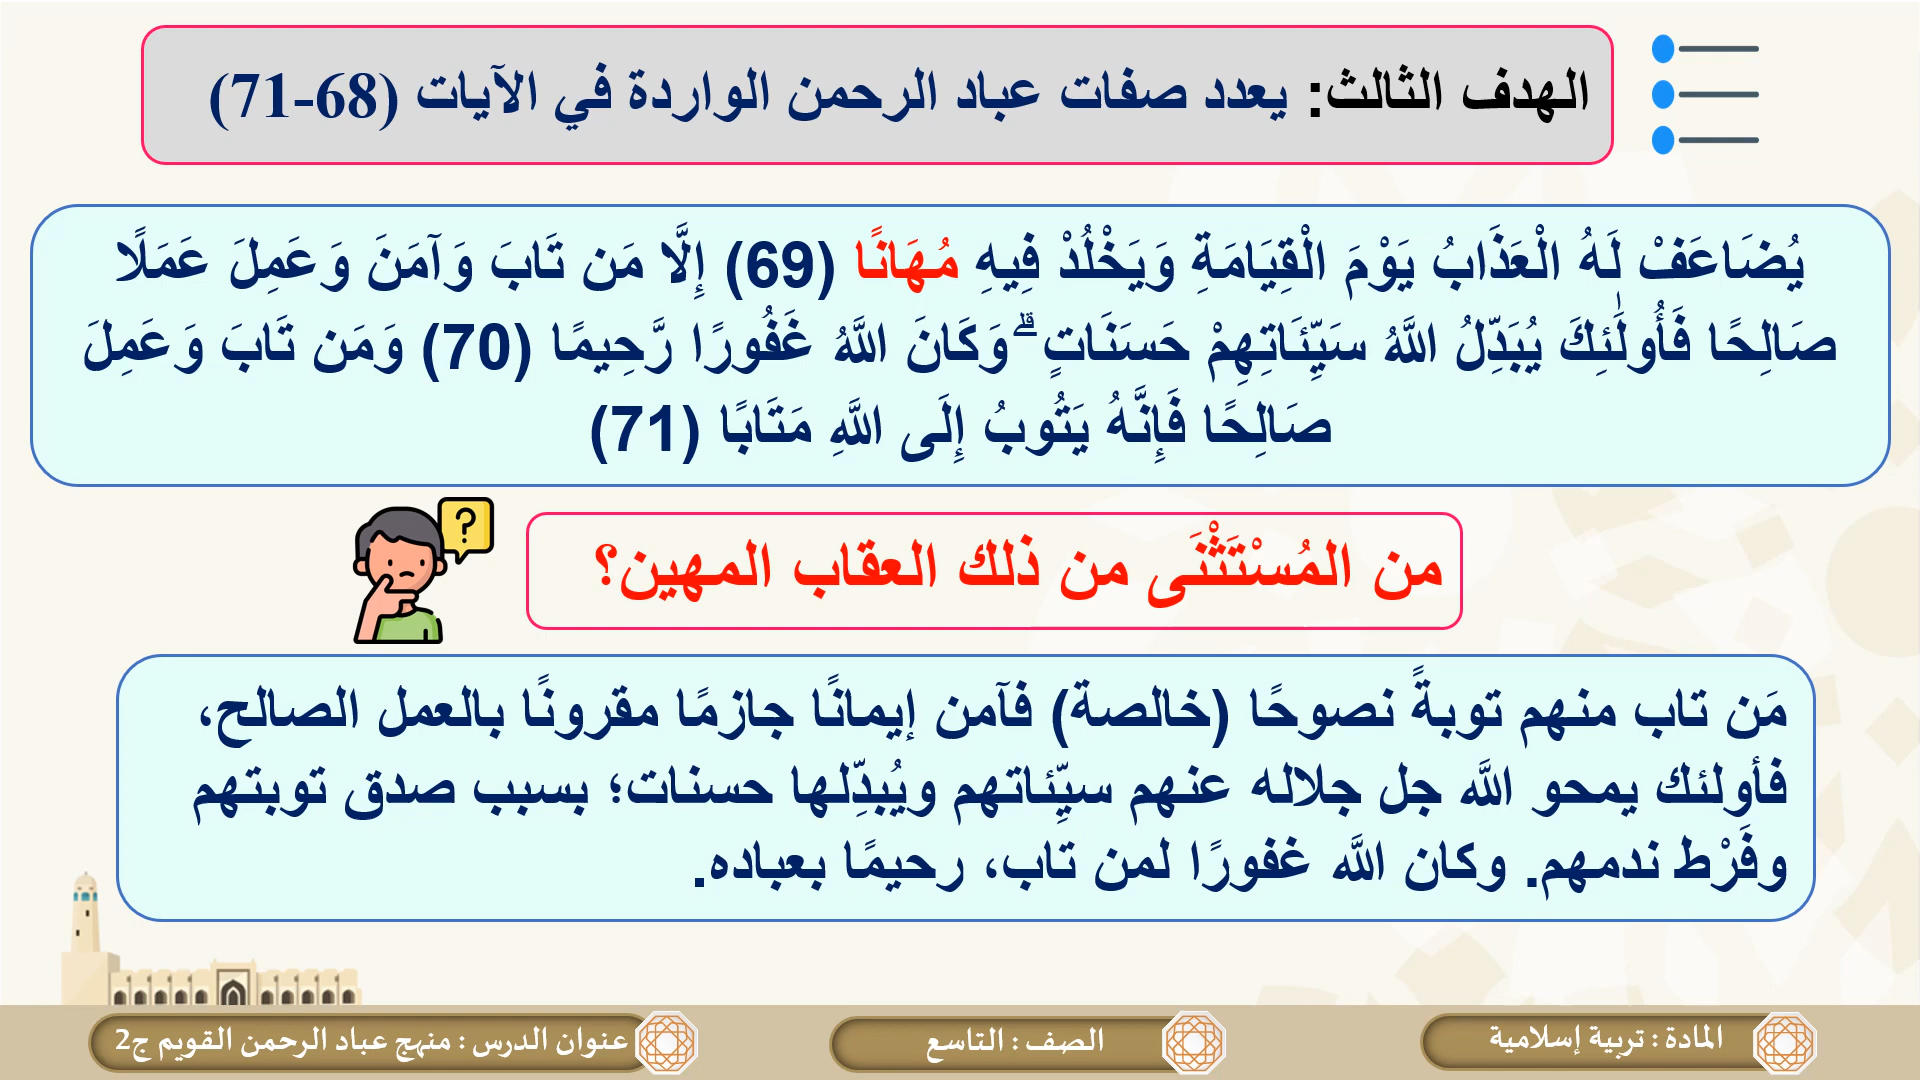 الهدف الثالث: يعدد صفات عباد الرحمن الواردة في الآيات (68-71)
يُضَاعَفْ لَهُ الْعَذَابُ يَوْمَ الْقِيَامَةِ وَيَخْلُدْ فِيهِ مُهَانًا (69) إِلَّا مَن تَابَ وَآمَنَ وَعَمِلَ عَمَلًا
صَالِحًا فَأُولَٰئِكَ يُبَدِّلُ اللَّهُ سَيِّئَاتِهِمْ حَسَنَاتٍ ۗ وَكَانَ اللَّهُ غَفُورًا رَّحِيمًا (70) وَمَن تَابَ وَعَمِلَ
صَالِحًا فَإِنَّهُ يَتُوبُ إِلَى اللَّهِ مَتَابًا (71)
?
من المُسْتَثْنَى من ذلك العقاب المهين؟
مَن تاب منهم توبةً نصوحًا (خالصة) فآمن إيمانًا جازمًا مقرونًا بالعمل الصالح،
فأولئك يمحو الله جل جلاله عنهم سيِّئاتهم ويُبدِّلها حسنات؛ بسبب صدق توبتهم
وفَرْط ندمهم. وكان الله غفورًا لمن تاب، رحيمًا بعباده.
المادة : تربية إسلامية
الصف : التاسع
عنوان الدرس : منهج عباد الرحمن القويم ج2